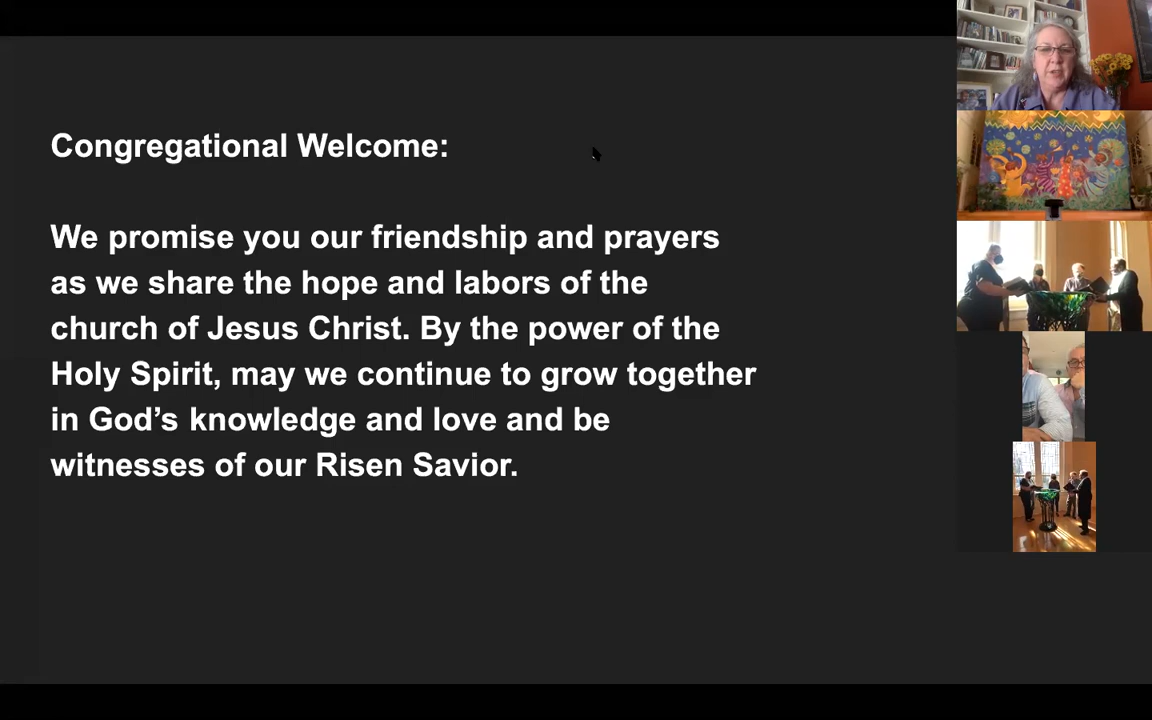 Congregational Welcome:
We promise you our friendship and prayers
as we share the hope and labors of the
church of Jesus Christ. By the power of the
Holy Spirit, may we continue to grow together
in God’s knowledge and love and be
witnesses of our Risen Savior.